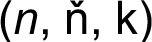 (n, ň, k)